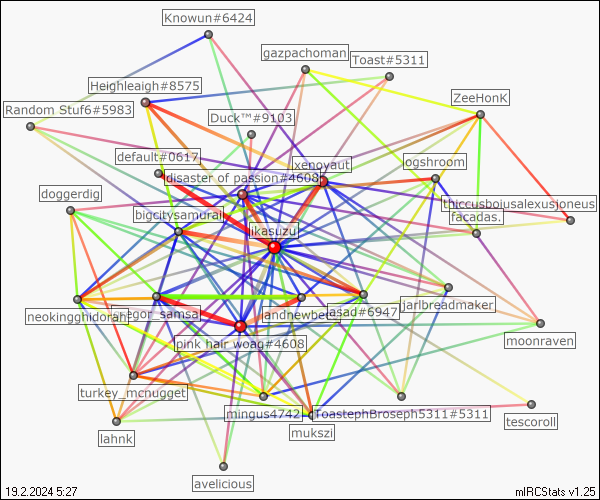 Knowun#6424
gazpachoman
Toast#5311
Heighleigh#8575
ZeeHonK
Random Stuf6#5983
Duck™#9103
default#0617
xenoyaut
ogshroom
disaster of passion#4608
doggerdig
thiccusboiusalexusjoneus
bigcitysamurai
facadas.
ikasuzu
jarlbreadmaker
neokingghidorah
egor_samsa
andnewbeth
asad#6947
pink hair woag#4608
moonraven
turkey_mcnugget
mingus4742
ToastephBroseph5311#5311
tescoroll
lahnk
mukszi
avelicious
19.2.2024 5:27
mIRCStats v1.25